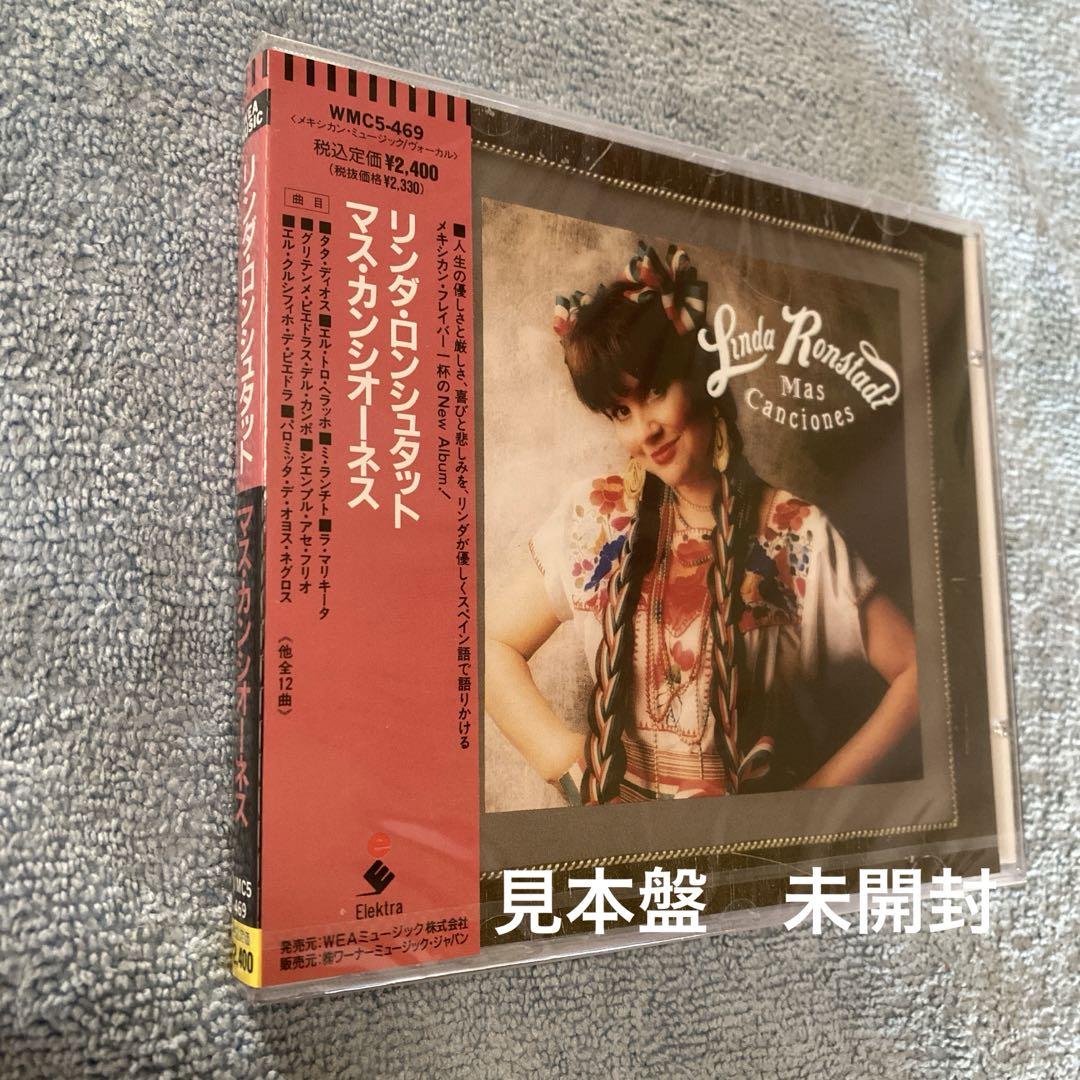 WMC5-469
〈メキシカン・ミュージック/ヴォーカル〉
税込定価¥2,400
(税抜価格¥2,330)
■人生の優しさと厳しさ、喜びと悲しみを、リンダが優しくスペイン語で語りかける
メキシカン・フレイバー一杯のNew Album!
リンダ・ロンシュタット
マス・カンシオーネス
曲目
■タタ・ディオス■エル・トロ・ヘラッホ■ミ・ランチト■ラ・マリキータ
■グリテンメ・ピエドラス・デル・カンポ■シエンプル・アセ・フリオ
■エル・クルシフィホ・デ・ピエドラ■パロミッタ・デ・オヨス・ネグロス
《他全12曲》
e
Elektra
発売元:WEAミュージック株式会社
販売元:㈱ワーナーミュージック・ジャパン
リンダ・ロンシュタット
マス・カンシオーネス
WMC5
-469
2,400
Linda Ronstadt
Mas
Canciones
見本盤 未開封